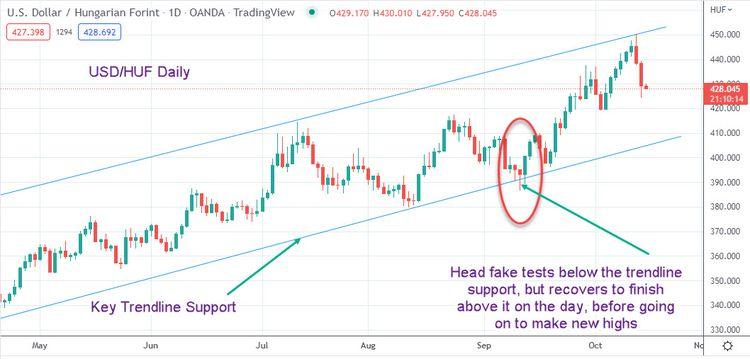 U.S. Dollar / Hungarian Forint · 1D · OANDA · TradingView O429.170 H430.010 L427.950 C428.045 HUF
427.398 1294 428.692
450.000
USD/HUF Daily
440.000
428.045
21:10:14
420.000
410.000
400.000
390.000
380.000
370.000
Head fake tests below the trendline
support, but recovers to finish
above it on the day, before going
on to make new highs
360.000
350.000
Key Trendline Support
340.000
330.000
May Jun Jul Aug Sep Oct No